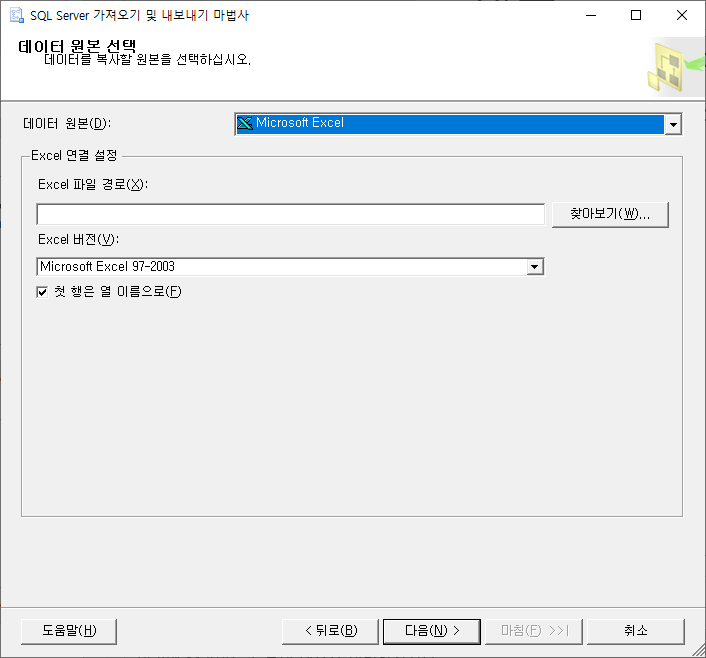 SQL Server 가져오기 및 내보내기 마법사
데이터 원본 선택
데이터를 복사할 원본을 선택하십시오.
데이터 원본(D): Microsoft Excel
Excel 연결 설정
Excel 파일 경로(X):
찾아보기(W)...
Excel 버전(V):
Microsoft Excel 97-2003
첫 행은 열 이름으로(F)
도움말(H) < 뒤로(B) 다음(N) > 마침(F) >>| 취소